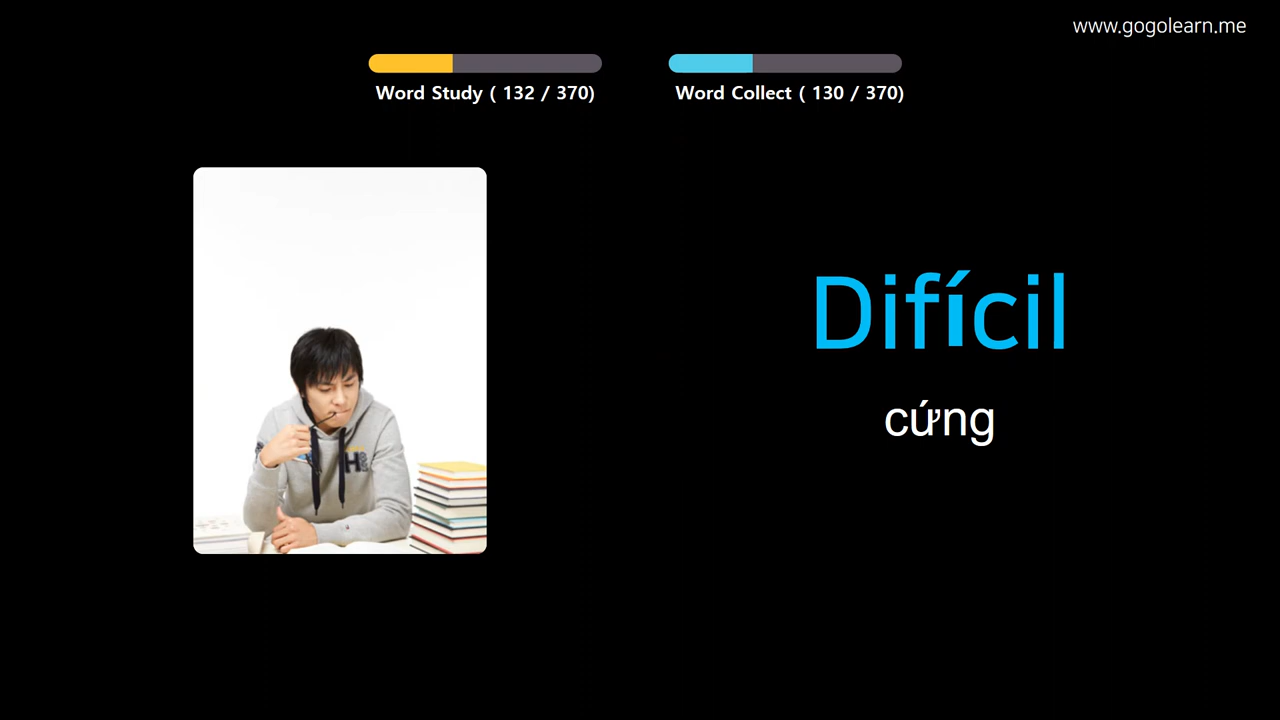 www.gogolearn.me
Word Study ( 132 / 370)
Word Collect ( 130 / 370)
Difícil
cứng
H